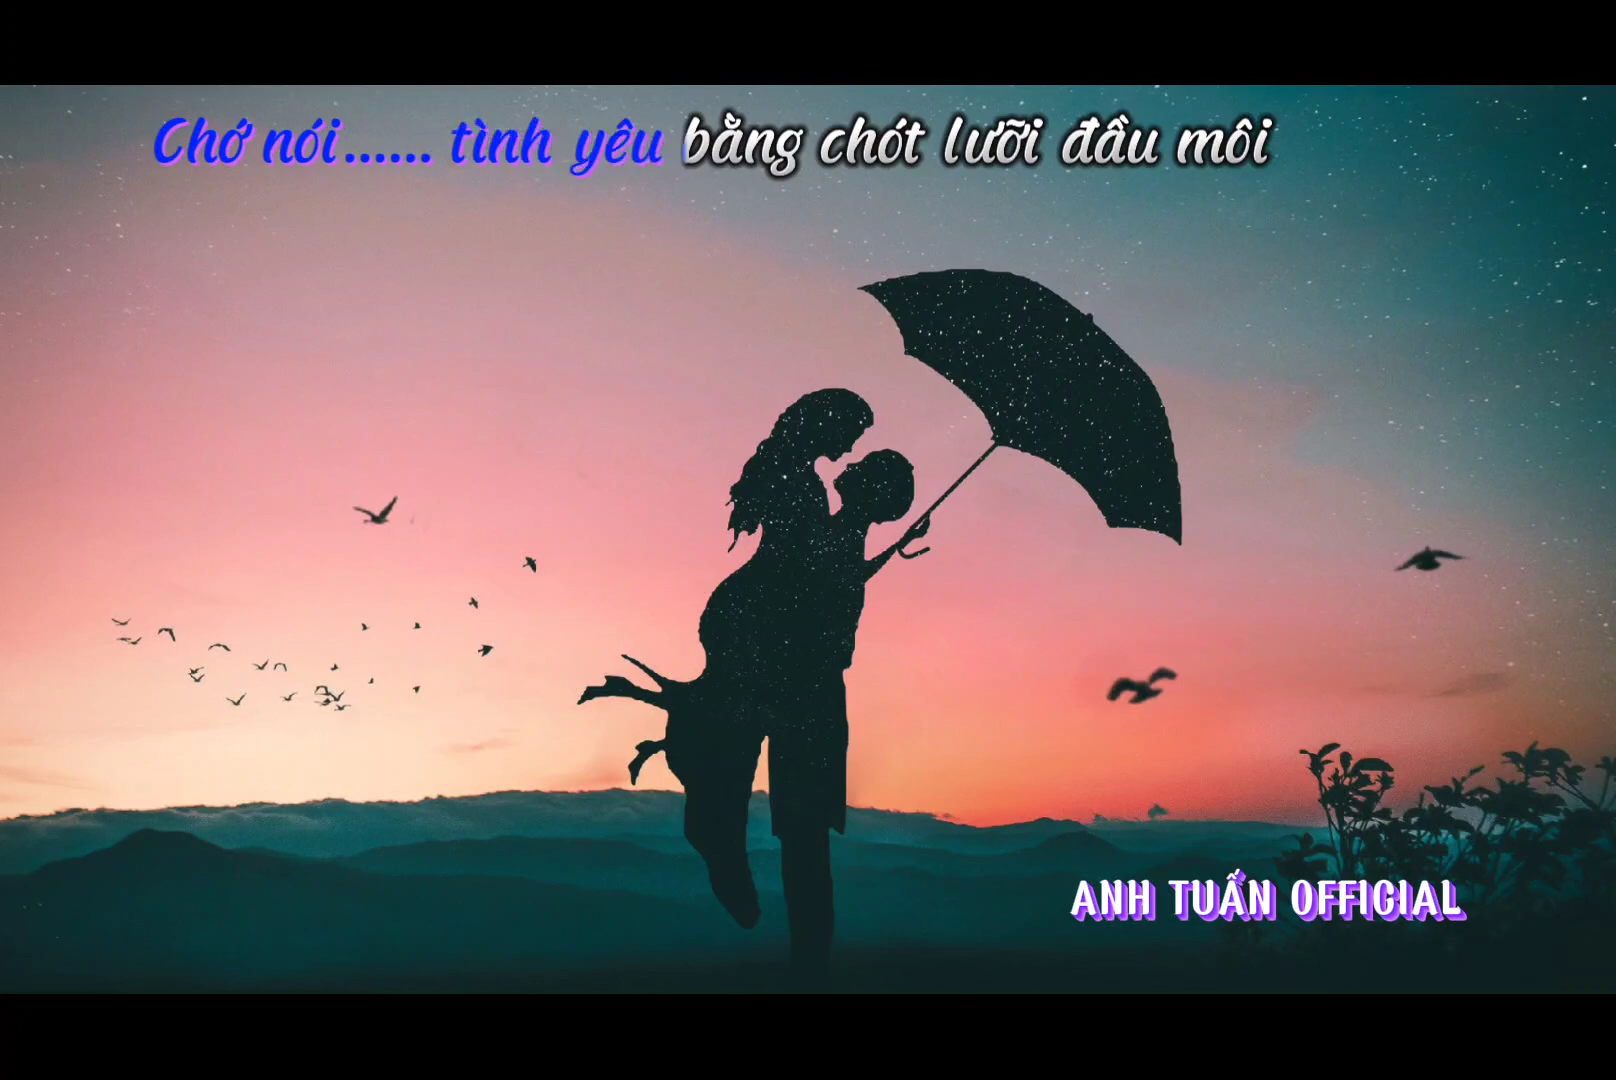 Chớ nói...... tình yêu bằng chót lưỡi đầu môi
ANH TUẤN OFFICIAL